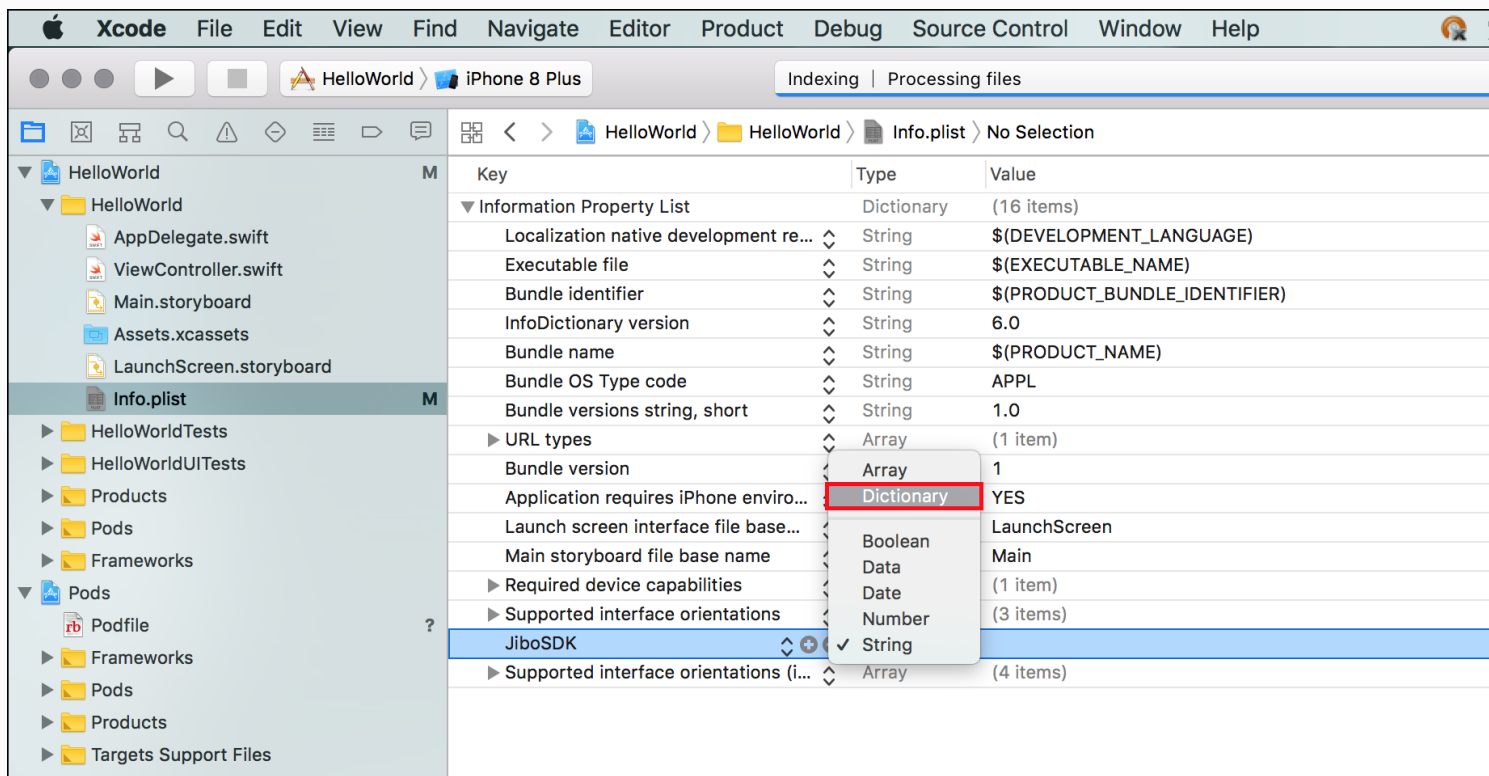 Xcode File Edit View Find Navigate Editor Product Debug Source Control Window Help
HelloWorld iPhone 8 Plus Indexing | Processing files
HelloWorld HelloWorld Info.plist No Selection
HelloWorld M
HelloWorld
AppDelegate.swift
ViewController.swift
Main.storyboard
Assets.xcassets
LaunchScreen.storyboard
Info.plist M
HelloWorldTests
HelloWorldUITests
Products
Pods
Frameworks
Pods
Podfile ?
Frameworks
Pods
Products
Targets Support Files
Key Type Value
Information Property List Dictionary (16 items)
Localization native development re... String $(DEVELOPMENT_LANGUAGE)
Executable file String $(EXECUTABLE_NAME)
Bundle identifier String $(PRODUCT_BUNDLE_IDENTIFIER)
InfoDictionary version String 6.0
Bundle name String $(PRODUCT_NAME)
Bundle OS Type code String APPL
Bundle versions string, short String 1.0
URL types Array (1 item)
Bundle version 1
Application requires iPhone enviro... YES
Launch screen interface file base... LaunchScreen
Main storyboard file base name Main
Required device capabilities (1 item)
Supported interface orientations (3 items)
JiboSDK
Supported interface orientations (i... Array (4 items)
Array
Dictionary
Boolean
Data
Date
Number
✓ String